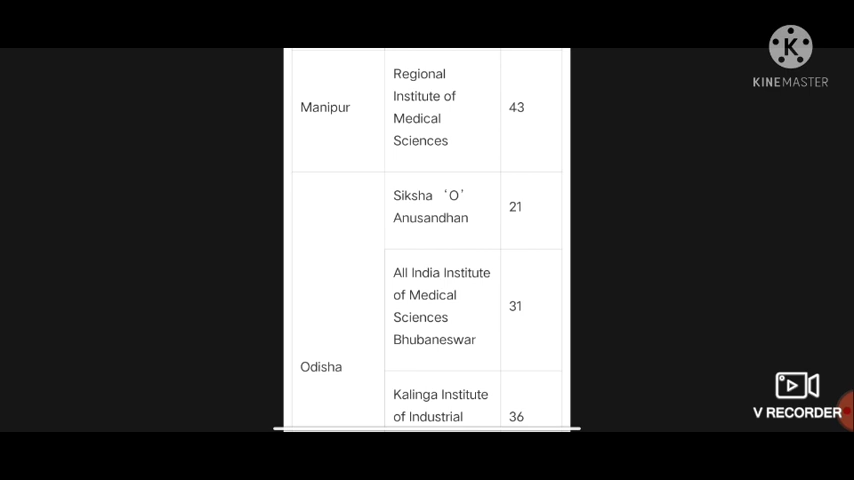 K
KINEMASTER
Regional
Institute of
Medical
Sciences
Manipur
43
Siksha ‘O’
Anusandhan
21
All India Institute
of Medical
Sciences
Bhubaneswar
31
Odisha
Kalinga Institute
of Industrial
36
V RECORDER